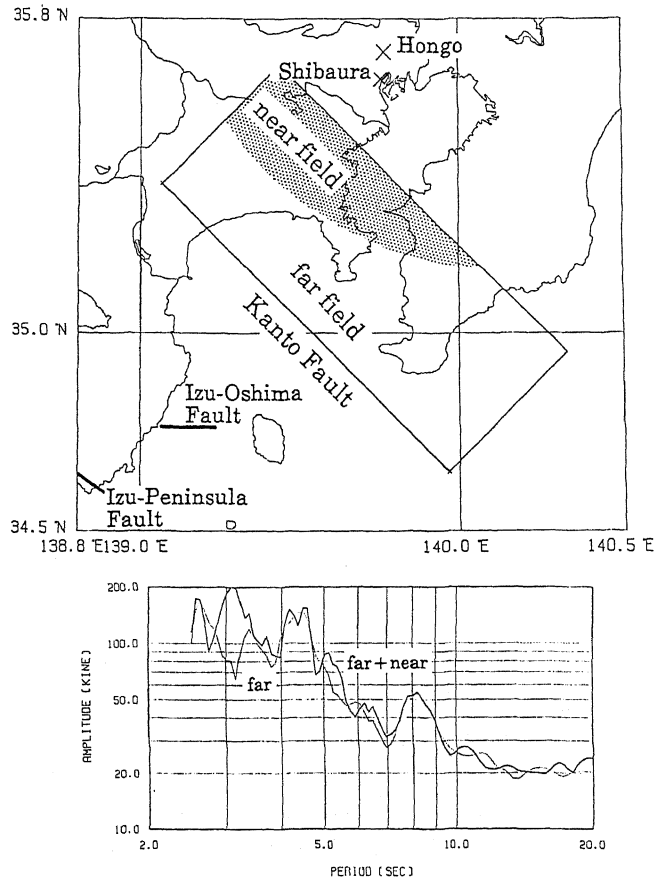 35.8 N
Hongo
Shibaura
near field
far field
35.0 N
Kanto Fault
Izu-Oshima
Fault
Izu-Peninsula
Fault
34.5 N
138.8 E 139.0 E 140.0 E 140.5 E
200.0
100.0
50.0
20.0
10.0
AMPLITUDE (KINE)
far + near
far
2.0 5.0 10.0 20.0
PERIOD (SEC)